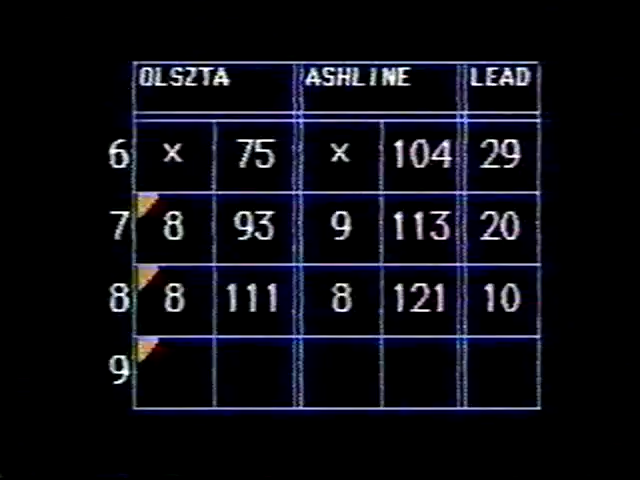 OLSZTA ASHLINE LEAD
6 x 75 x 104 29
7 8 93 9 113 20
8 8 111 8 121 10
9